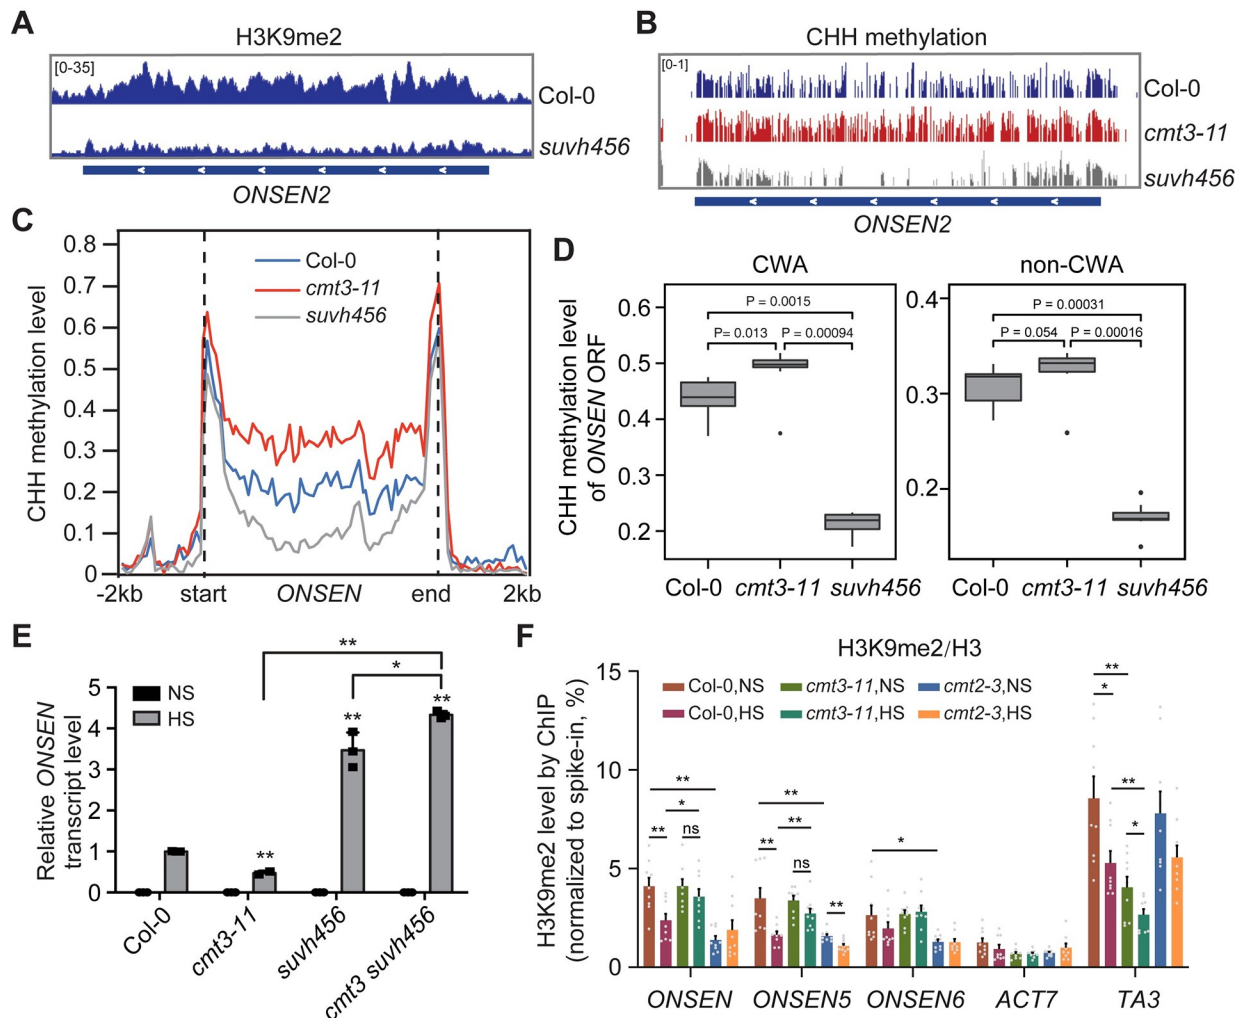 A
H3K9me2
[0-35]
Col-0
suvh456
ONSEN2
B
CHH methylation
[0-1]
Col-0
cmt3-11
suvh456
ONSEN2
C
CHH methylation level
0.8
0.7
0.6
0.5
0.4
0.3
0.2
0.1
0
Col-0
cmt3-11
suvh456
-2kb
start
ONSEN
end
2kb
D
CHH methylation level
of ONSEN ORF
CWA
0.6
0.5
0.4
0.3
0.2
P = 0.0015
P= 0.013
P = 0.00094
Col-0
cmt3-11
suvh456
non-CWA
0.4
0.3
0.2
P = 0.00031
P = 0.054
P = 0.00016
Col-0
cmt3-11
suvh456
E
Relative ONSEN
transcript level
5
4
3
2
1
0
NS
HS
**
*
**
**
**
Col-0
cmt3-11
suvh456
cmt3 suvh456
F
H3K9me2/H3
H3K9me2 level by ChIP
(normalized to spike-in, %)
15
10
5
0
Col-0,NS
cmt3-11,NS
cmt2-3,NS
Col-0,HS
cmt3-11,HS
cmt2-3,HS
**
*
**
ns
**
**
**
ns
**
*
**
*
**
*
ONSEN
ONSEN5
ONSEN6
ACT7
TA3